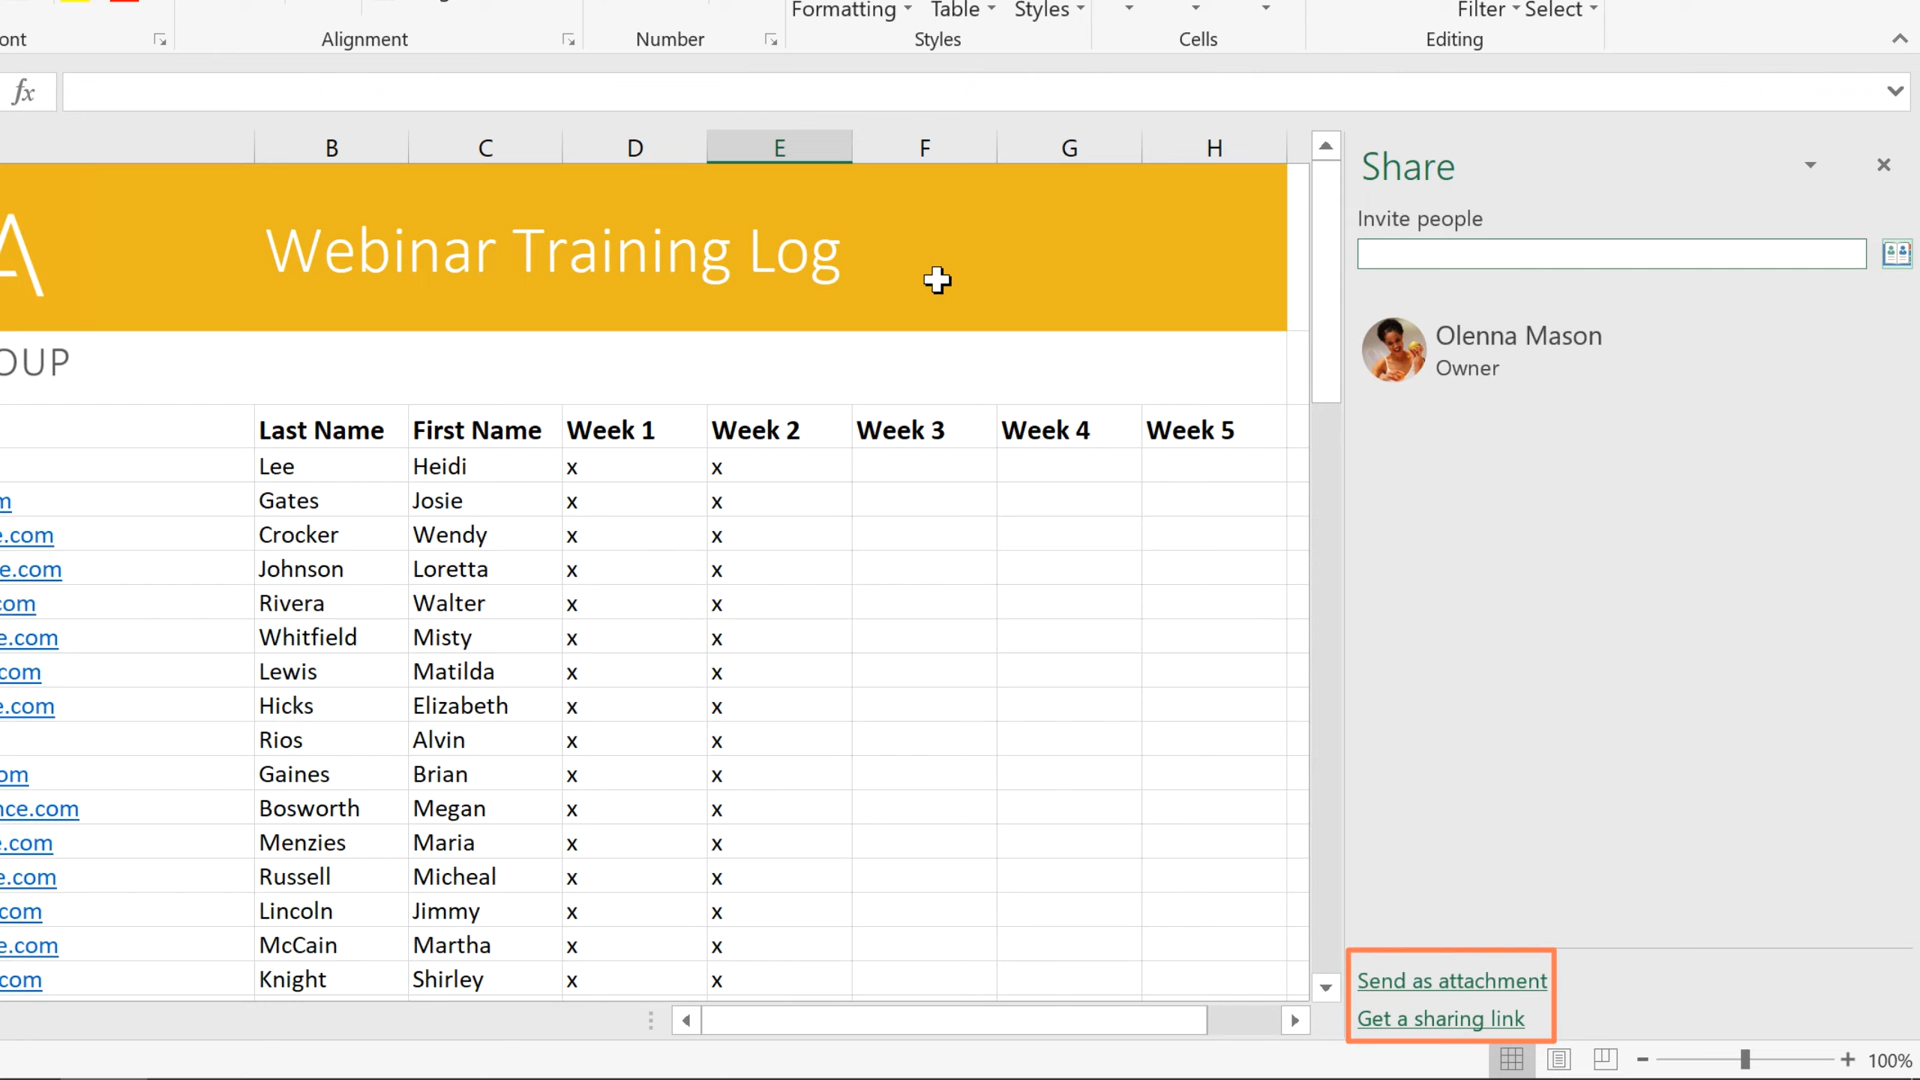 Formatting Table Styles Filter Select
ont Alignment Number Styles Cells Editing
fx
B C D E F G H
A Webinar Training Log
OUP
Last Name First Name Week 1 Week 2 Week 3 Week 4 Week 5
Lee Heidi x x
m Gates Josie x x
e.com Crocker Wendy x x
e.com Johnson Loretta x x
com Rivera Walter x x
e.com Whitfield Misty x x
com Lewis Matilda x x
e.com Hicks Elizabeth x x
Rios Alvin x x
om Gaines Brian x x
nce.com Bosworth Megan x x
e.com Menzies Maria x x
e.com Russell Micheal x x
com Lincoln Jimmy x x
e.com McCain Martha x x
com Knight Shirley x x
Share
Invite people
Olenna Mason
Owner
Send as attachment
Get a sharing link
100%